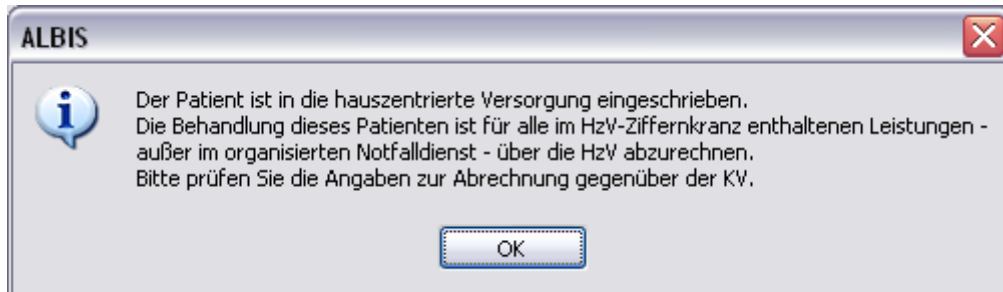 ALBIS
Der Patient ist in die hauszentrierte Versorgung eingeschrieben.
Die Behandlung dieses Patienten ist für alle im HzV-Ziffernkranz enthaltenen Leistungen -
außer im organisierten Notfalldienst - über die HzV abzurechnen.
Bitte prüfen Sie die Angaben zur Abrechnung gegenüber der KV.
OK